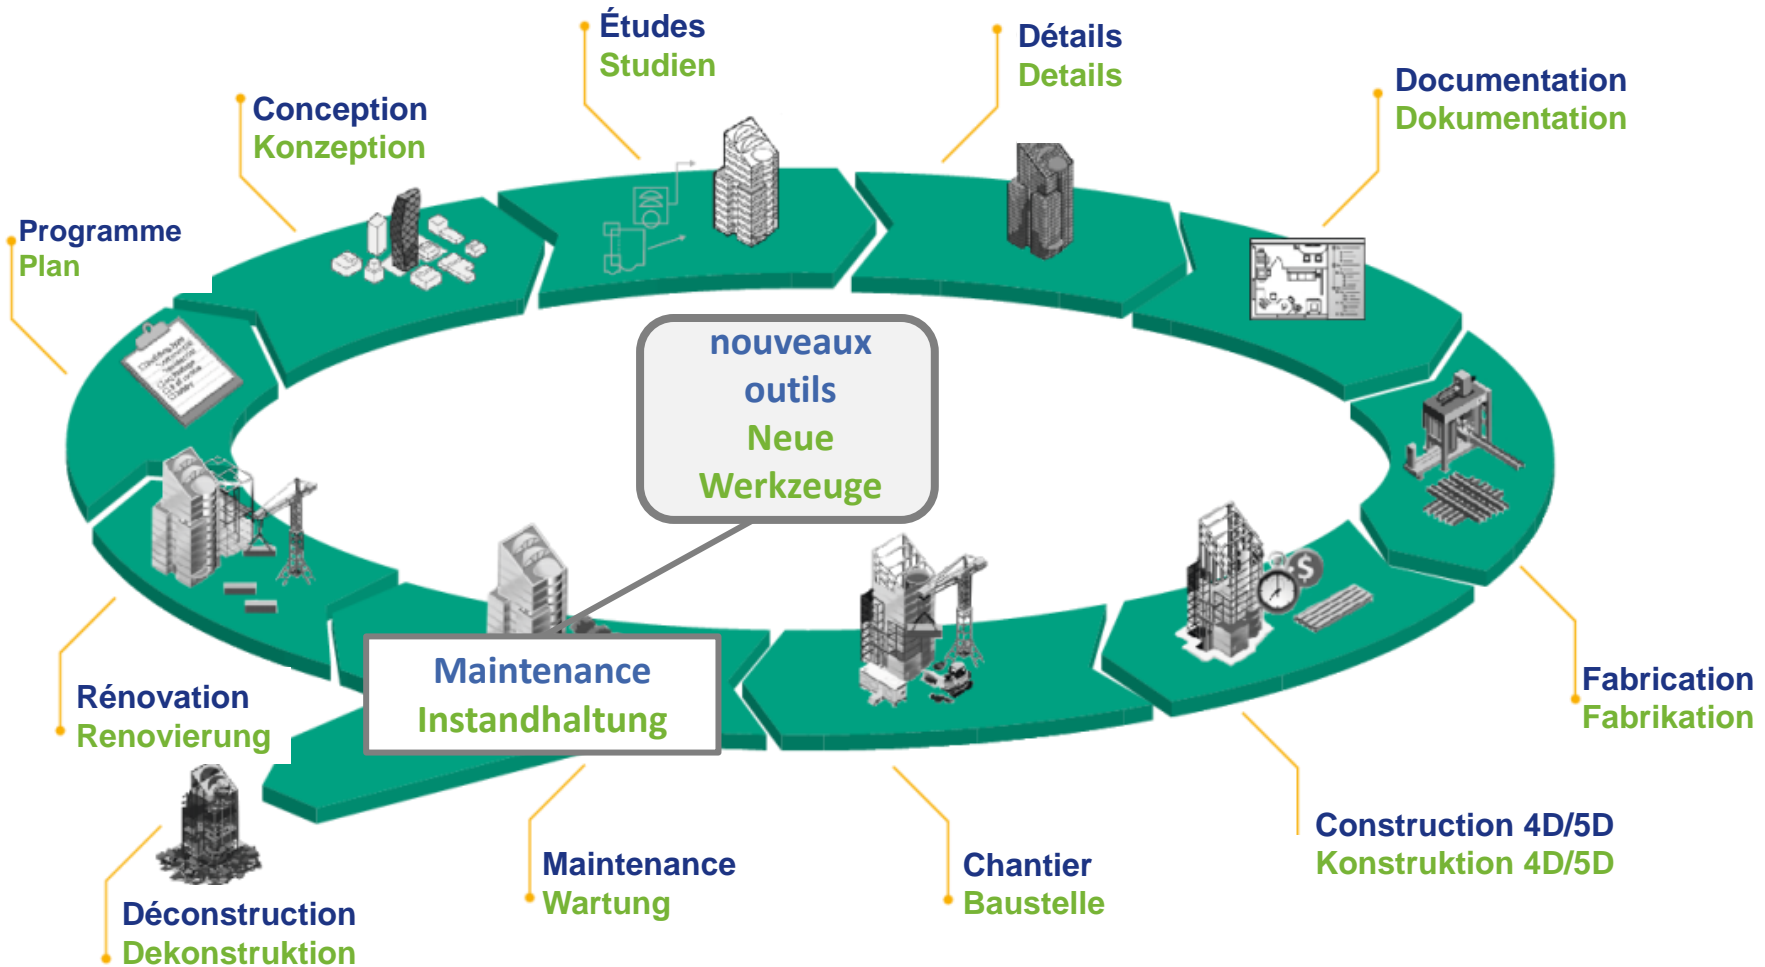 Études
Studien
Détails
Details
Documentation
Dokumentation
Conception
Konzeption
Programme
Plan
nouveaux
outils
Neue
Werkzeuge
$
Maintenance
Instandhaltung
Rénovation
Renovierung
Fabrication
Fabrikation
Construction 4D/5D
Konstruktion 4D/5D
Maintenance
Wartung
Chantier
Baustelle
Déconstruction
Dekonstruktion